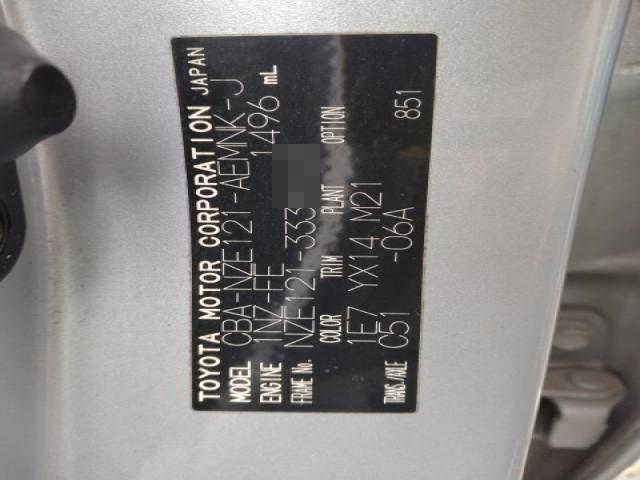 TOYOTA MOTOR CORPORATION JAPAN
MODEL CBA-NZE121-AEMNK-J
ENGINE 1NZ-FE 1496 mL
FRAME No. NZE121-333
COLOR TRIM PLANT OPTION
1E7 YX14 M21
TRANS./AXLE C51 -06A 851